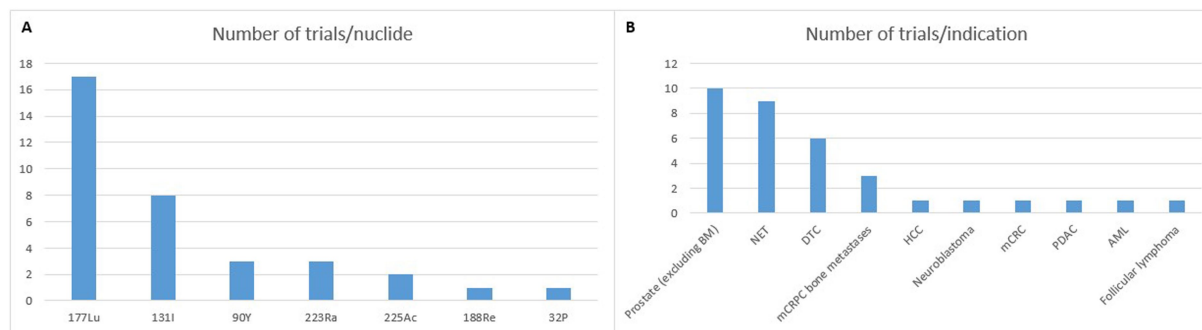 A
Number of trials/nuclide
18
16
14
12
10
8
6
4
2
0
177Lu 131I 90Y 223Ra 225Ac 188Re 32P
B
Number of trials/indication
12
10
8
6
4
2
0
Prostate (excluding BM)
NET
DTC
mCRPC bone metastases
HCC
Neuroblastoma
mCRC
PDAC
AML
Follicular lymphoma